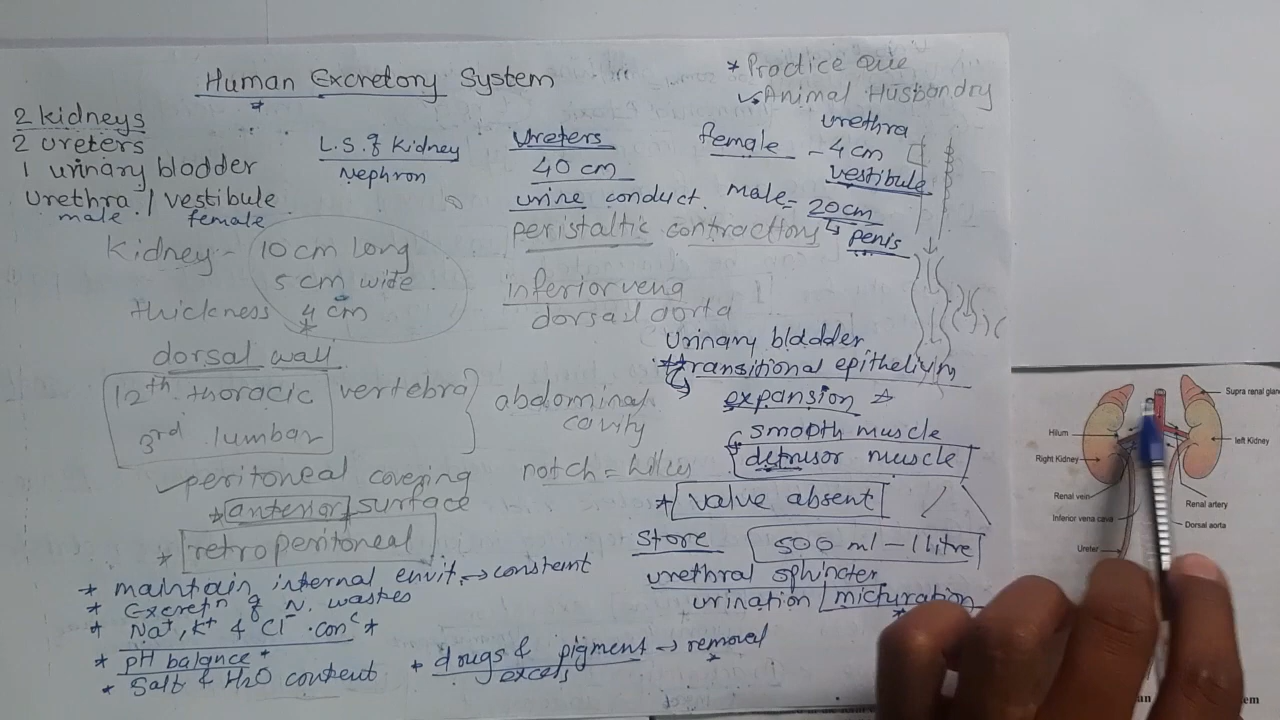 Human Excretory System
* Practice Que
↳ Animal Husbandry
*
2 kidneys
2 ureters
1 urinary bladder
Urethra / vestibule
male. female
L.S. of Kidney
Nephron
Ureters
40 cm
urine conduct.
peristaltic contraction
urethra
female - 4 cm
vestibule
male = 20 cm
↳ penis
Kidney - 10 cm long
5 cm wide.
thickness 4 cm
*
inferior vena
dorsal aorta
dorsal wall
12th thoracic vertebra
3rd lumbar
abdominal
cavity
peritoneal covering
* anterior surface
* retroperitoneal
notch = hilus
Urinary bladder
* transitional epithelium
expansion
smooth muscle
detrusor muscle
* valve absent
Store 500 ml - 1 litre
urethral sphincter
urination / micturation
*
* maintain internal envit. → constent
* Excretn of N. wastes
* Na+, K+ & Cl- .conc *
* pH balance *
* Salt & H2O content
* drugs & pigment → removal
excess *
Supra renal glan
Hilum
left Kidney
Right Kidney
Renal vein
Renal artery
Inferior vena cava
Dorsal aorta
Ureter